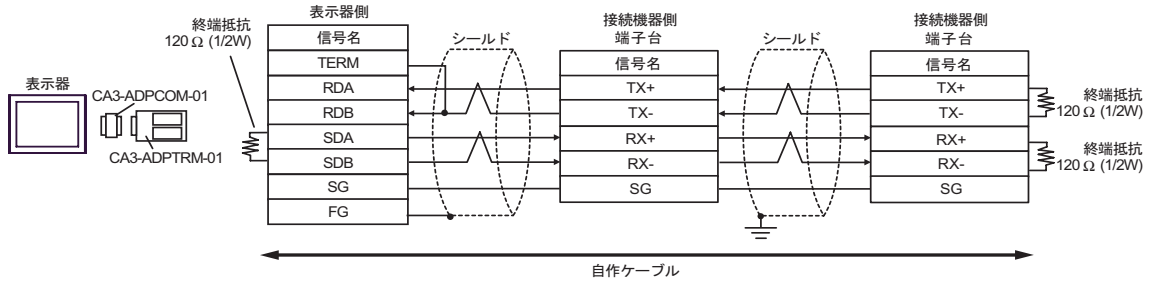 表示器
CA3-ADPCOM-01
CA3-ADPTRM-01
終端抵抗
120 Ω (1/2W)
表示器側
信号名
TERM
RDA
RDB
SDA
SDB
SG
FG
シールド
接続機器側
端子台
信号名
TX+
TX-
RX+
RX-
SG
シールド
接続機器側
端子台
信号名
TX+
TX-
RX+
RX-
SG
終端抵抗
120 Ω (1/2W)
終端抵抗
120 Ω (1/2W)
自作ケーブル